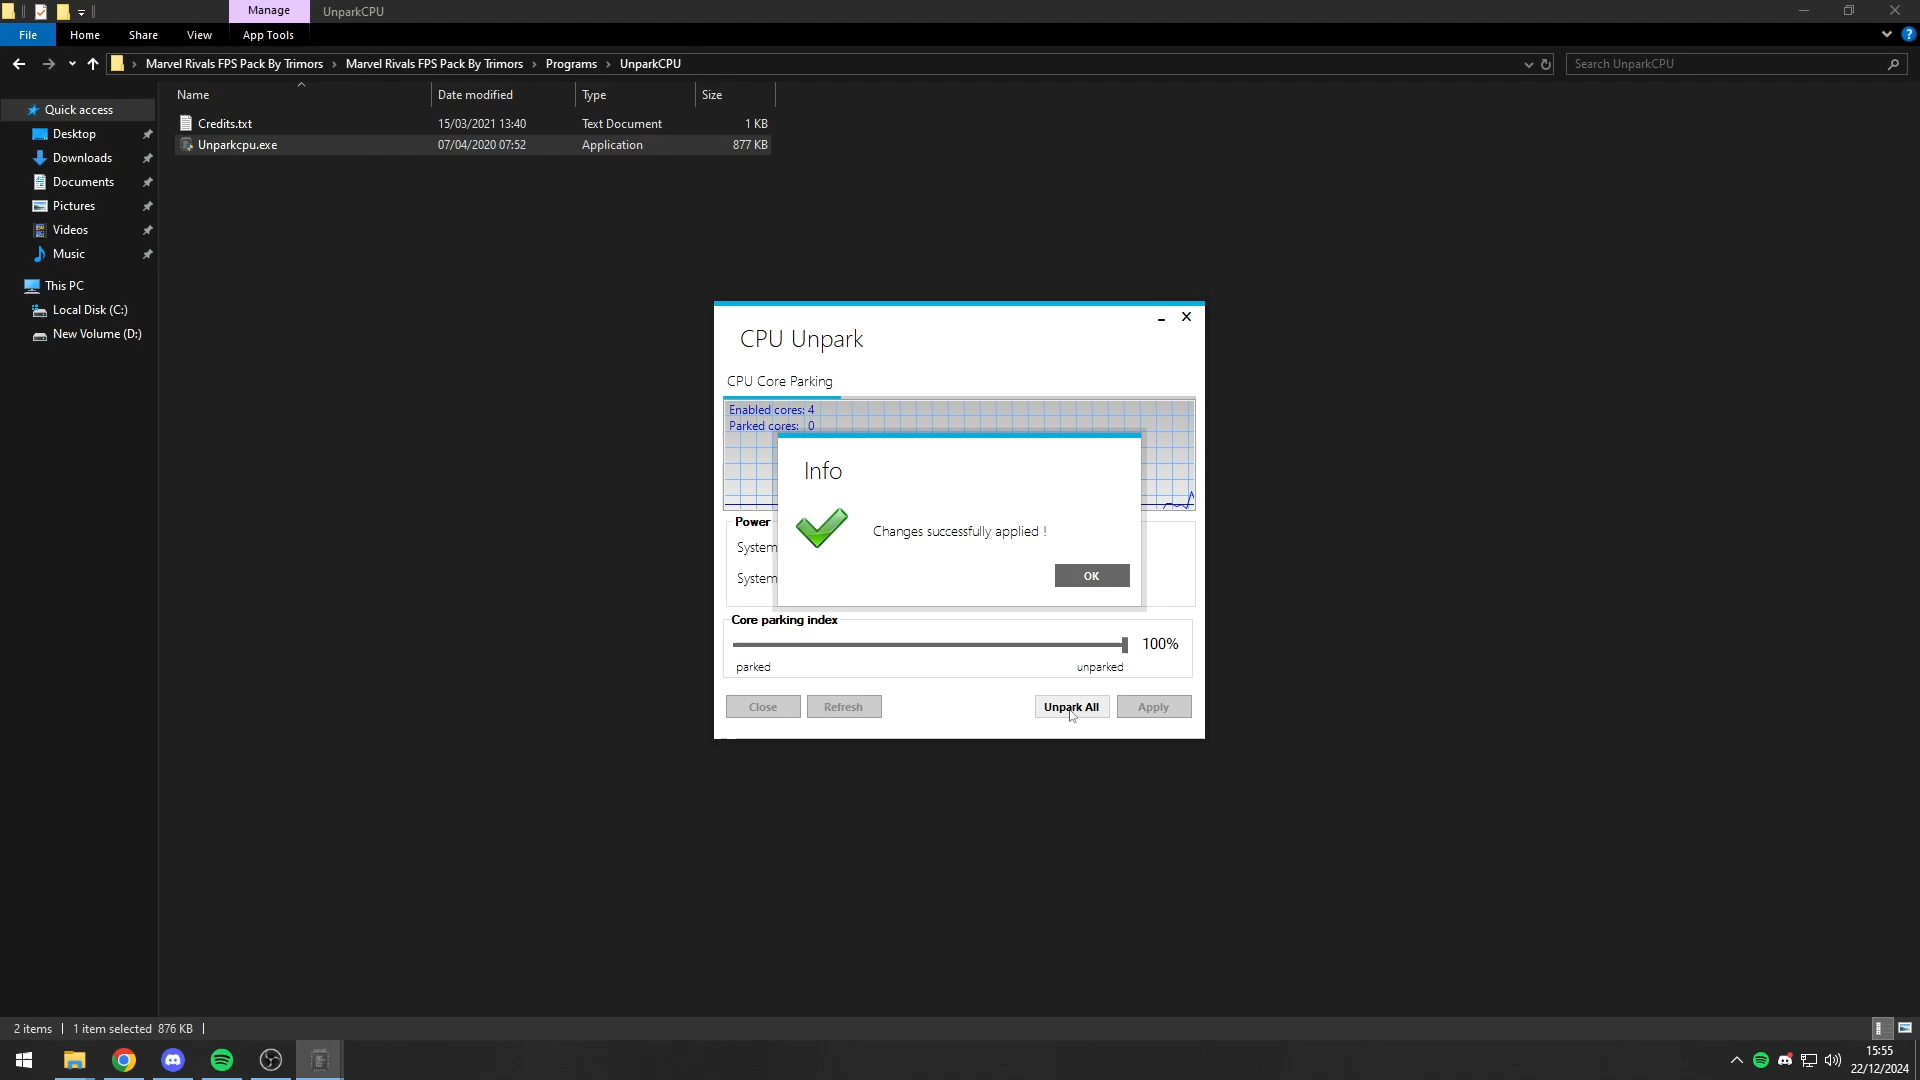 Manage
UnparkCPU
File
Home
Share
View
App Tools
Marvel Rivals FPS Pack By Trimors
Marvel Rivals FPS Pack By Trimors
Programs
UnparkCPU
Search UnparkCPU
Name
Date modified
Type
Size
Credits.txt
15/03/2021 13:40
Text Document
1 KB
Unparkcpu.exe
07/04/2020 07:52
Application
877 KB
Quick access
Desktop
Downloads
Documents
Pictures
Videos
Music
This PC
Local Disk (C:)
New Volume (D:)
CPU Unpark
CPU Core Parking
Enabled cores: 4
Parked cores: 0
Info
Changes successfully applied !
OK
Power
System
System
Core parking index
100%
parked
unparked
Close
Refresh
Unpark All
Apply
2 items
1 item selected 876 KB
15:55
22/12/2024